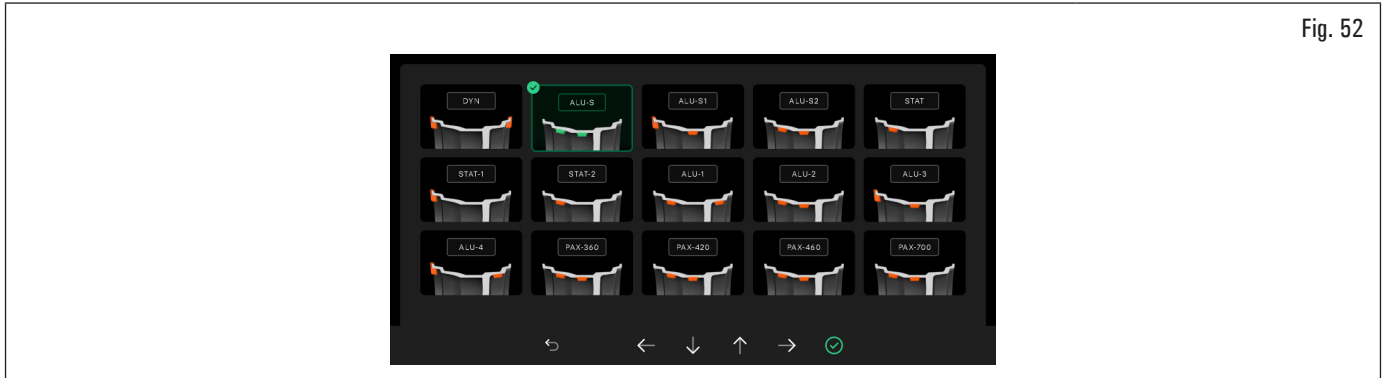 Fig. 52
DYN
ALU-S
ALU-S1
ALU-S2
STAT
STAT-1
STAT-2
ALU-1
ALU-2
ALU-3
ALU-4
PAX-360
PAX-420
PAX-460
PAX-700